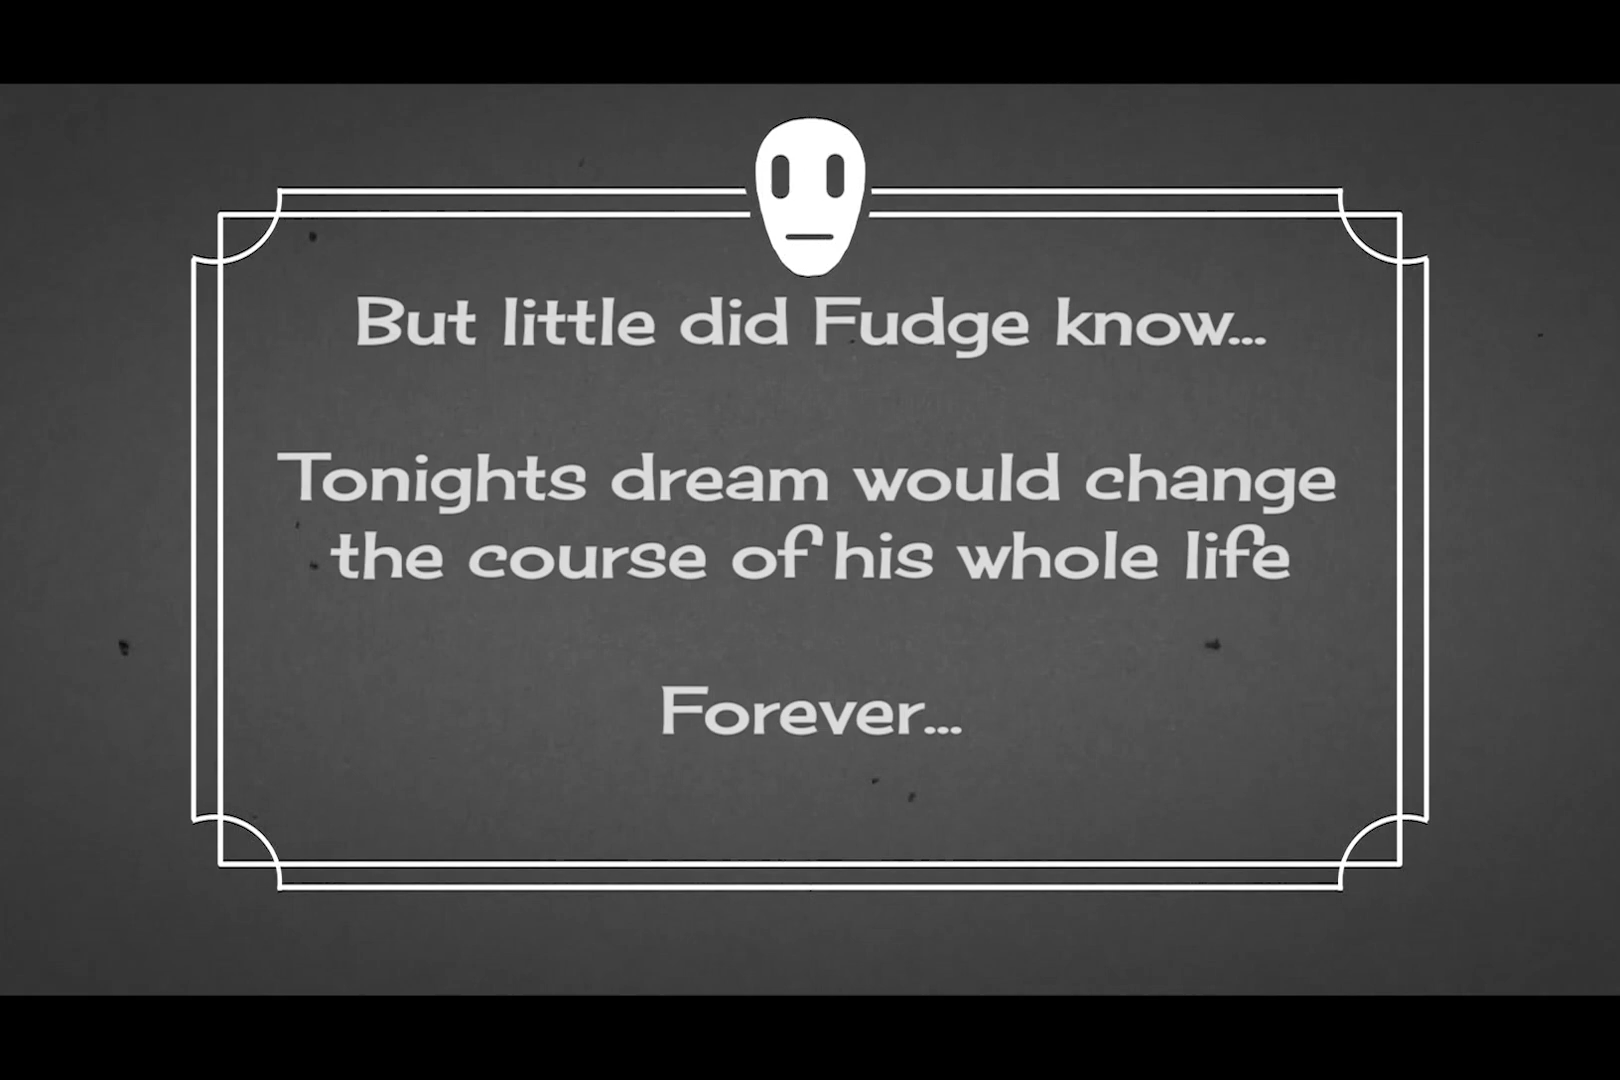 But little did Fudge know...
Tonights dream would change
the course of his whole life
Forever...